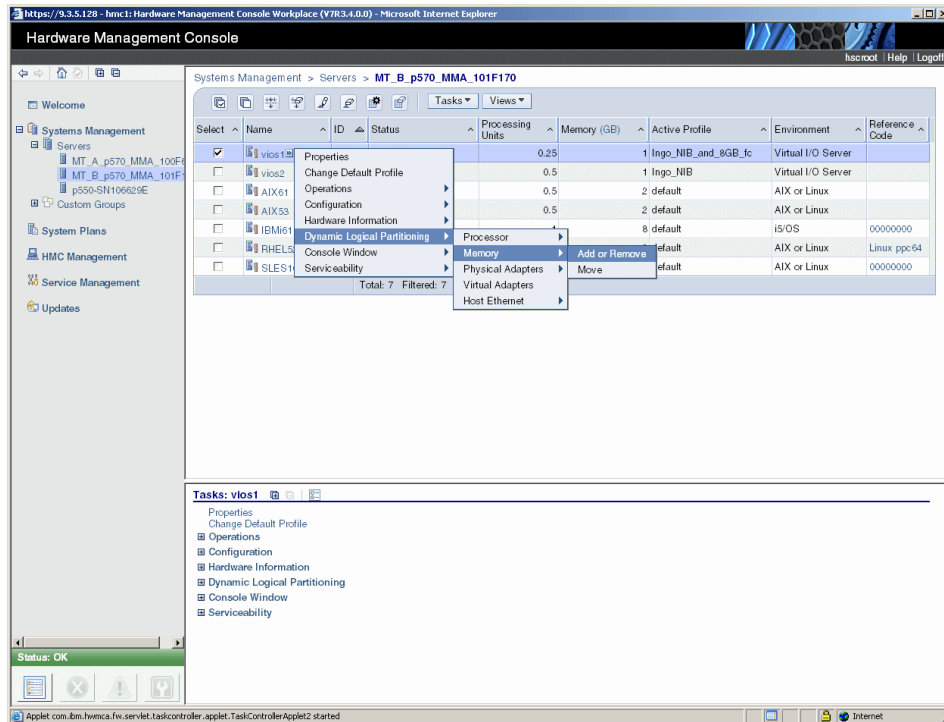 https://9.3.5.128 - hmc1: Hardware Management Console Workplace (V7R3.4.0.0) - Microsoft Internet Explorer
Hardware Management Console
hscroot | Help | Logoff
Systems Management > Servers > MT_B_p570_MMA_101F170
Tasks Views
Select Name ID Status Processing Units Memory (GB) Active Profile Environment Reference Code
vios1 0.25 1 Ingo_NIB_and_8GB_fc Virtual I/O Server
vios2 0.5 1 Ingo_NIB Virtual I/O Server
AIX61 0.5 2 default AIX or Linux
AIX53 0.5 2 default AIX or Linux
IBMi61 8 default i5/OS 00000000
default AIX or Linux Linux ppc64
efault AIX or Linux 00000000
Total: 7 Filtered: 7
Properties
Change Default Profile
Operations
Configuration
Hardware Information
Dynamic Logical Partitioning
Console Window
Serviceability
Processor
Memory
Physical Adapters
Virtual Adapters
Host Ethernet
Add or Remove
Move
Welcome
Systems Management
Servers
MT_A_p570_MMA_100F6
MT_B_p570_MMA_101F1
p550-SN106629E
Custom Groups
System Plans
HMC Management
Service Management
Updates
Tasks: vios1
Properties
Change Default Profile
Operations
Configuration
Hardware Information
Dynamic Logical Partitioning
Console Window
Serviceability
Status: OK
Applet com.ibm.hwmca.fw.servlet.taskcontroller.applet.TaskControllerApplet2 started
Internet